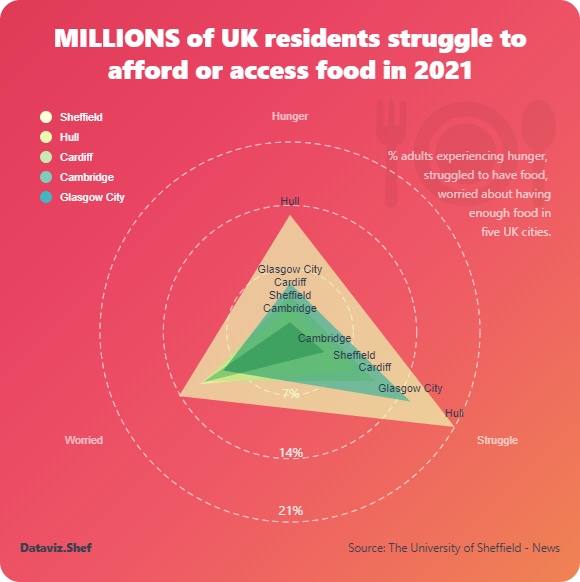 MILLIONS of UK residents struggle to
afford or access food in 2021
Sheffield
Hull
Cardiff
Cambridge
Glasgow City
Hunger
% adults experiencing hunger,
struggled to have food,
worried about having
enough food in
five UK cities.
Hull
Glasgow City
Cardiff
Sheffield
Cambridge
Cambridge
Sheffield
Cardiff
Glasgow City
Hull
7%
14%
21%
Worried
Struggle
Dataviz.Shef
Source: The University of Sheffield - News